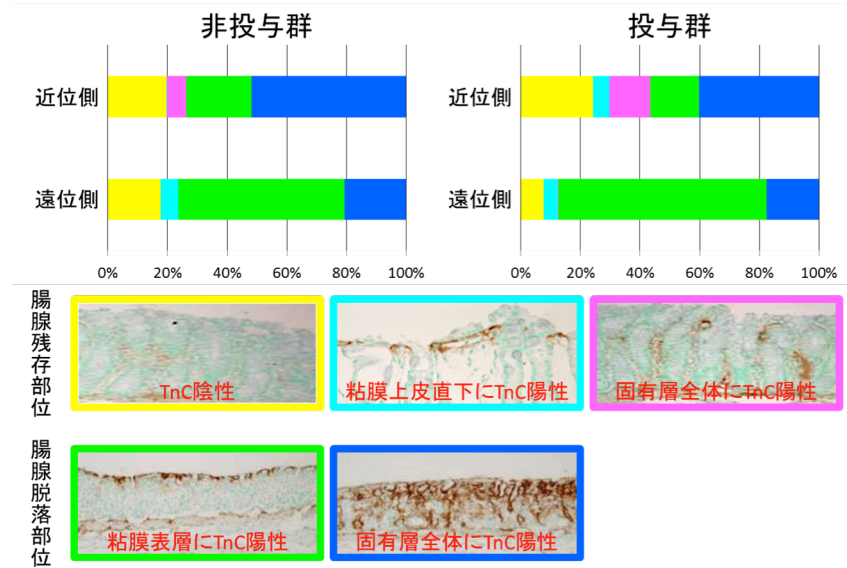 非投与群
投与群
近位側
近位側
遠位側
遠位側
0% 20% 40% 60% 80% 100%
0% 20% 40% 60% 80% 100%
腸腺残存部位
TnC陰性
粘膜上皮直下にTnC陽性
固有層全体にTnC陽性
腸腺脱落部位
粘膜表層にTnC陽性
固有層全体にTnC陽性